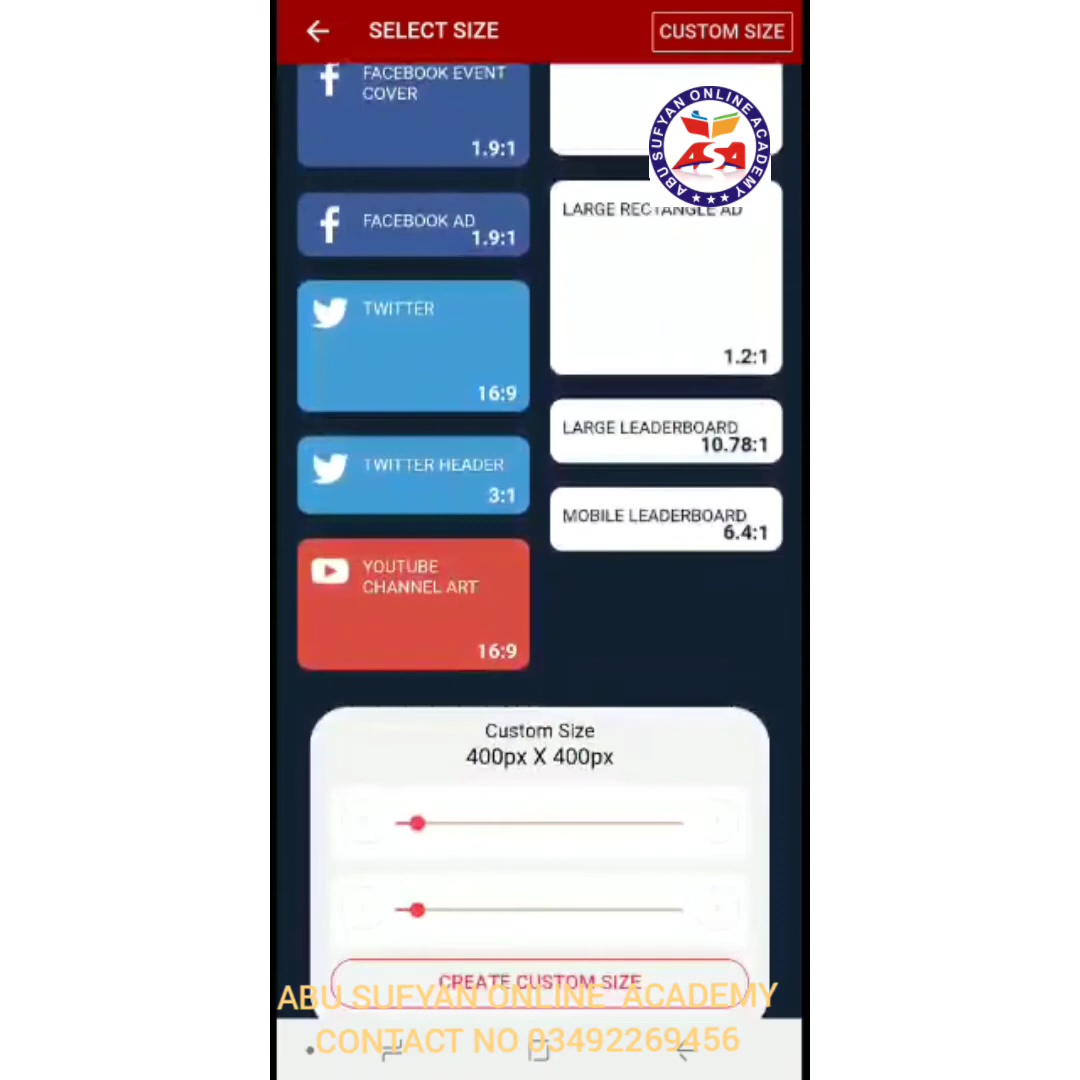 SELECT SIZE
CUSTOM SIZE
FACEBOOK EVENT
COVER
1.9:1
FACEBOOK AD
1.9:1
TWITTER
16:9
TWITTER HEADER
3:1
YOUTUBE
CHANNEL ART
16:9
ABU SUFYAN ONLINE ACADEMY
ASA
LARGE RECTANGLE AD
1.2:1
LARGE LEADERBOARD
10.78:1
MOBILE LEADERBOARD
6.4:1
Custom Size
400px X 400px
CREATE CUSTOM SIZE
ABU SUFYAN ONLINE ACADEMY
CONTACT NO 03492269456